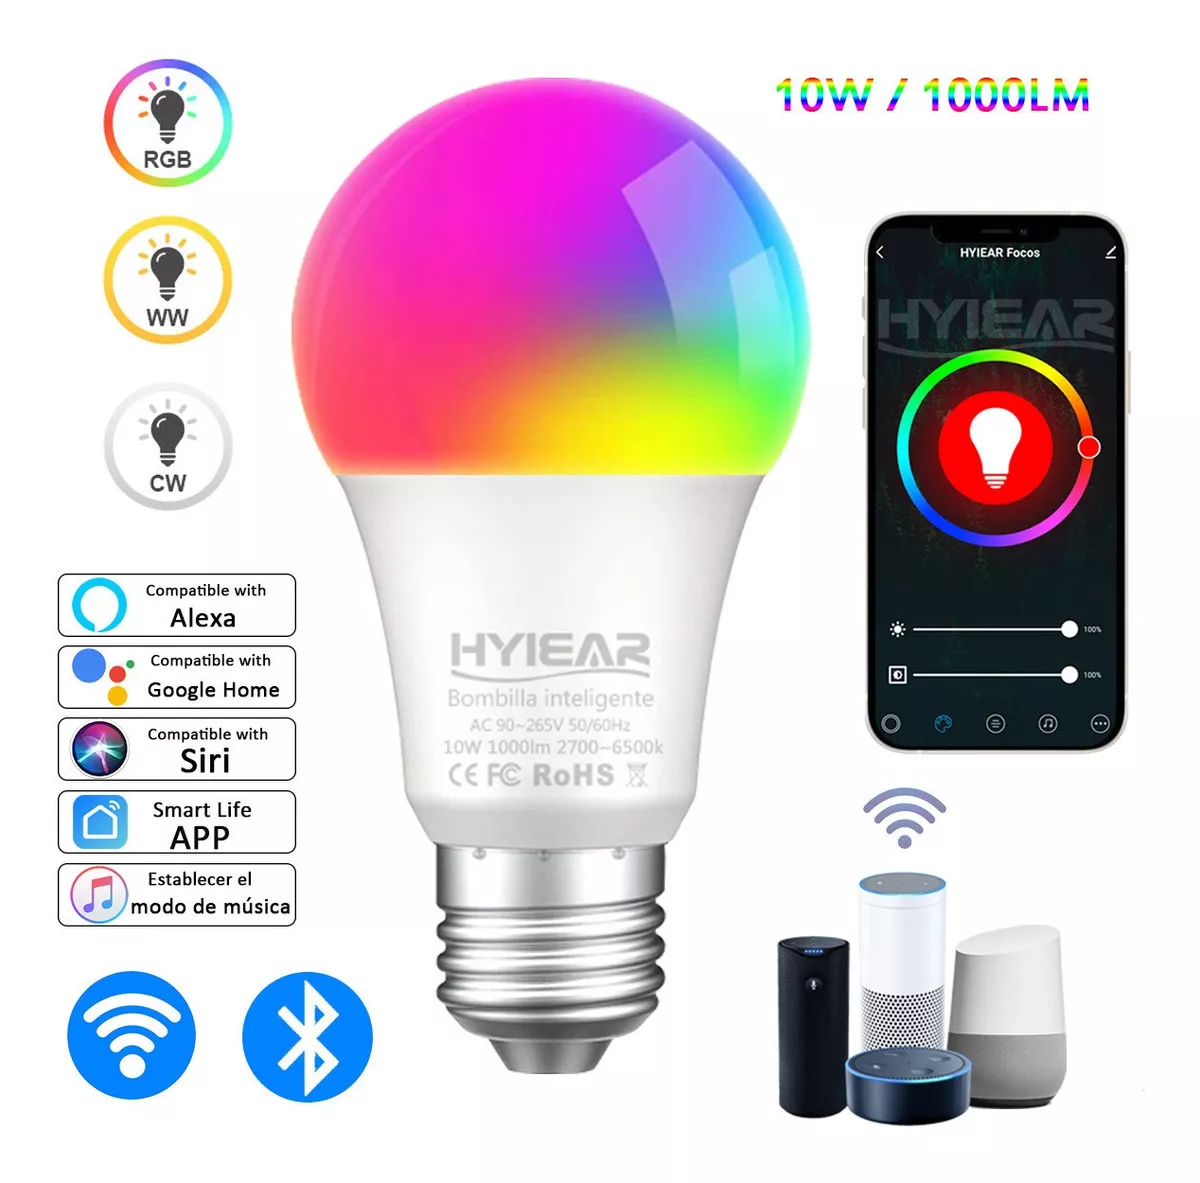 10W / 1000LM
RGB
WW
CW
HYIEAR Focos
HYIEAR
100%
100%
Compatible with
Alexa
Compatible with
Google Home
Compatible with
Siri
Smart Life
APP
Establecer el
modo de música
HYIEAR
Bombilla inteligente
AC 90~265V 50/60Hz
10W 1000lm 2700~6500k
CE FC RoHS